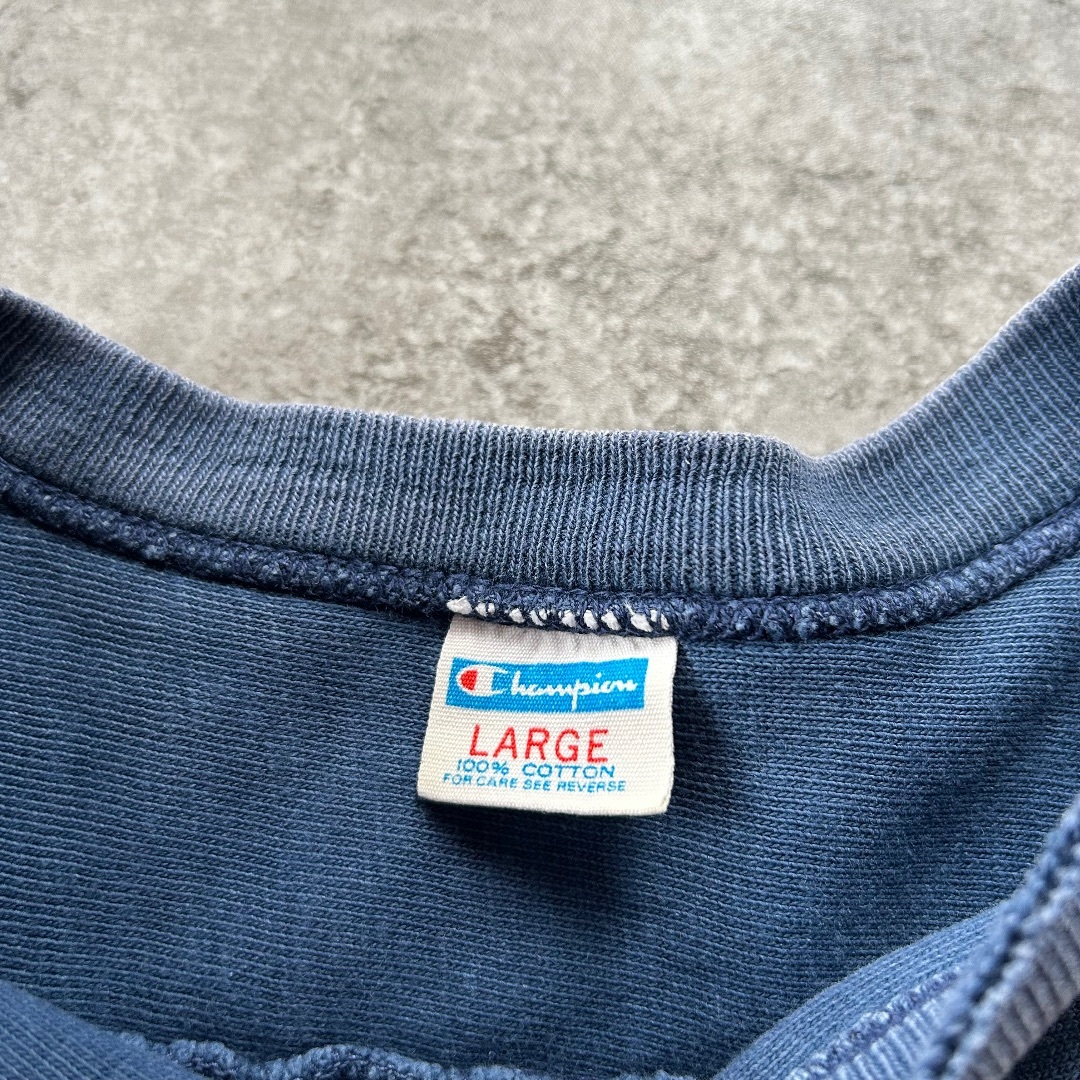 Champion
LARGE
100% COTTON
FOR CARE SEE REVERSE